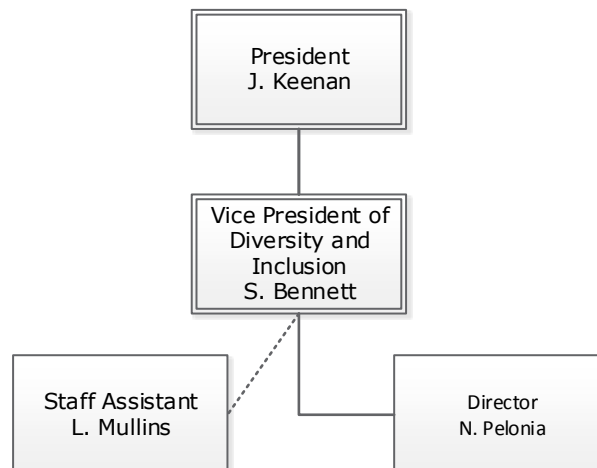 President
J. Keenan
Vice President of
Diversity and
Inclusion
S. Bennett
Staff Assistant
L. Mullins
Director
N. Pelonia